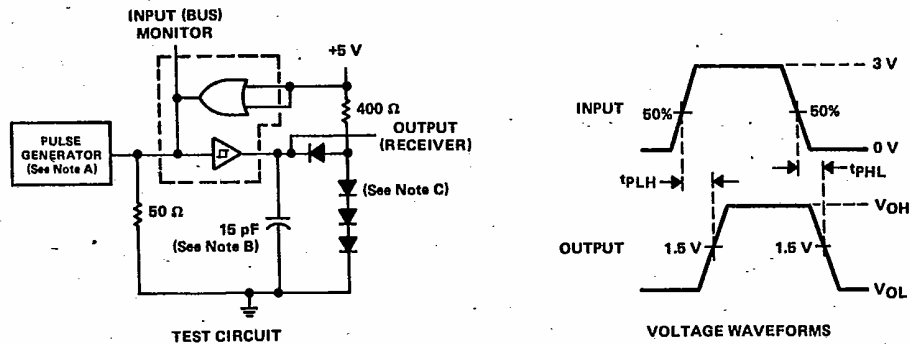 INPUT (BUS)
MONITOR
+5 V
400 Ω
OUTPUT
(RECEIVER)
PULSE
GENERATOR
(See Note A)
(See Note C)
50 Ω
15 pF
(See Note B)
TEST CIRCUIT
3 V
INPUT
50%
50%
0 V
tPLH
tPHL
VOH
OUTPUT
1.5 V
1.5 V
VOL
VOLTAGE WAVEFORMS